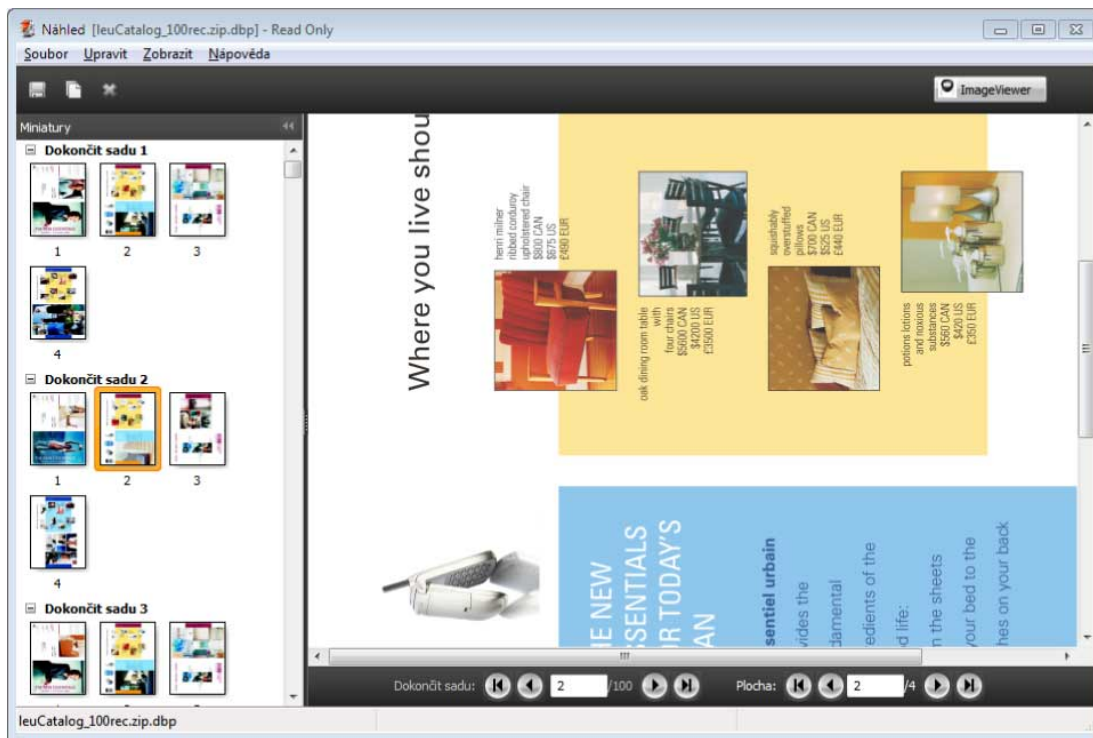 Náhled [leuCatalog_100rec.zip.dbp] - Read Only
Soubor Upravit Zobrazit Nápověda
ImageViewer
Miniatury
Dokončit sadu 1
1 2 3
4
Dokončit sadu 2
1 2 3
4
Dokončit sadu 3
Where you live shou
henri milner
ribbed corduroy
upholstered chair
$800 CAN
$675 US
£490 EUR
oak dining room table
with
four chairs
$5600 CAN
$4200 US
£3500 EUR
squishably
overstuffed
pillows
$700 CAN
$525 US
£440 EUR
potions lotions
and noxious
substances
$560 CAN
$420 US
£350 EUR
HE NEW
SSENTIALS
OR TODAY'S
AN
sentiel urbain
vides the
damental
edients of the
od life:
m the sheets
your bed to the
hes on your back
Dokončit sadu: 2 /100 Plocha: 2 /4
leuCatalog_100rec.zip.dbp